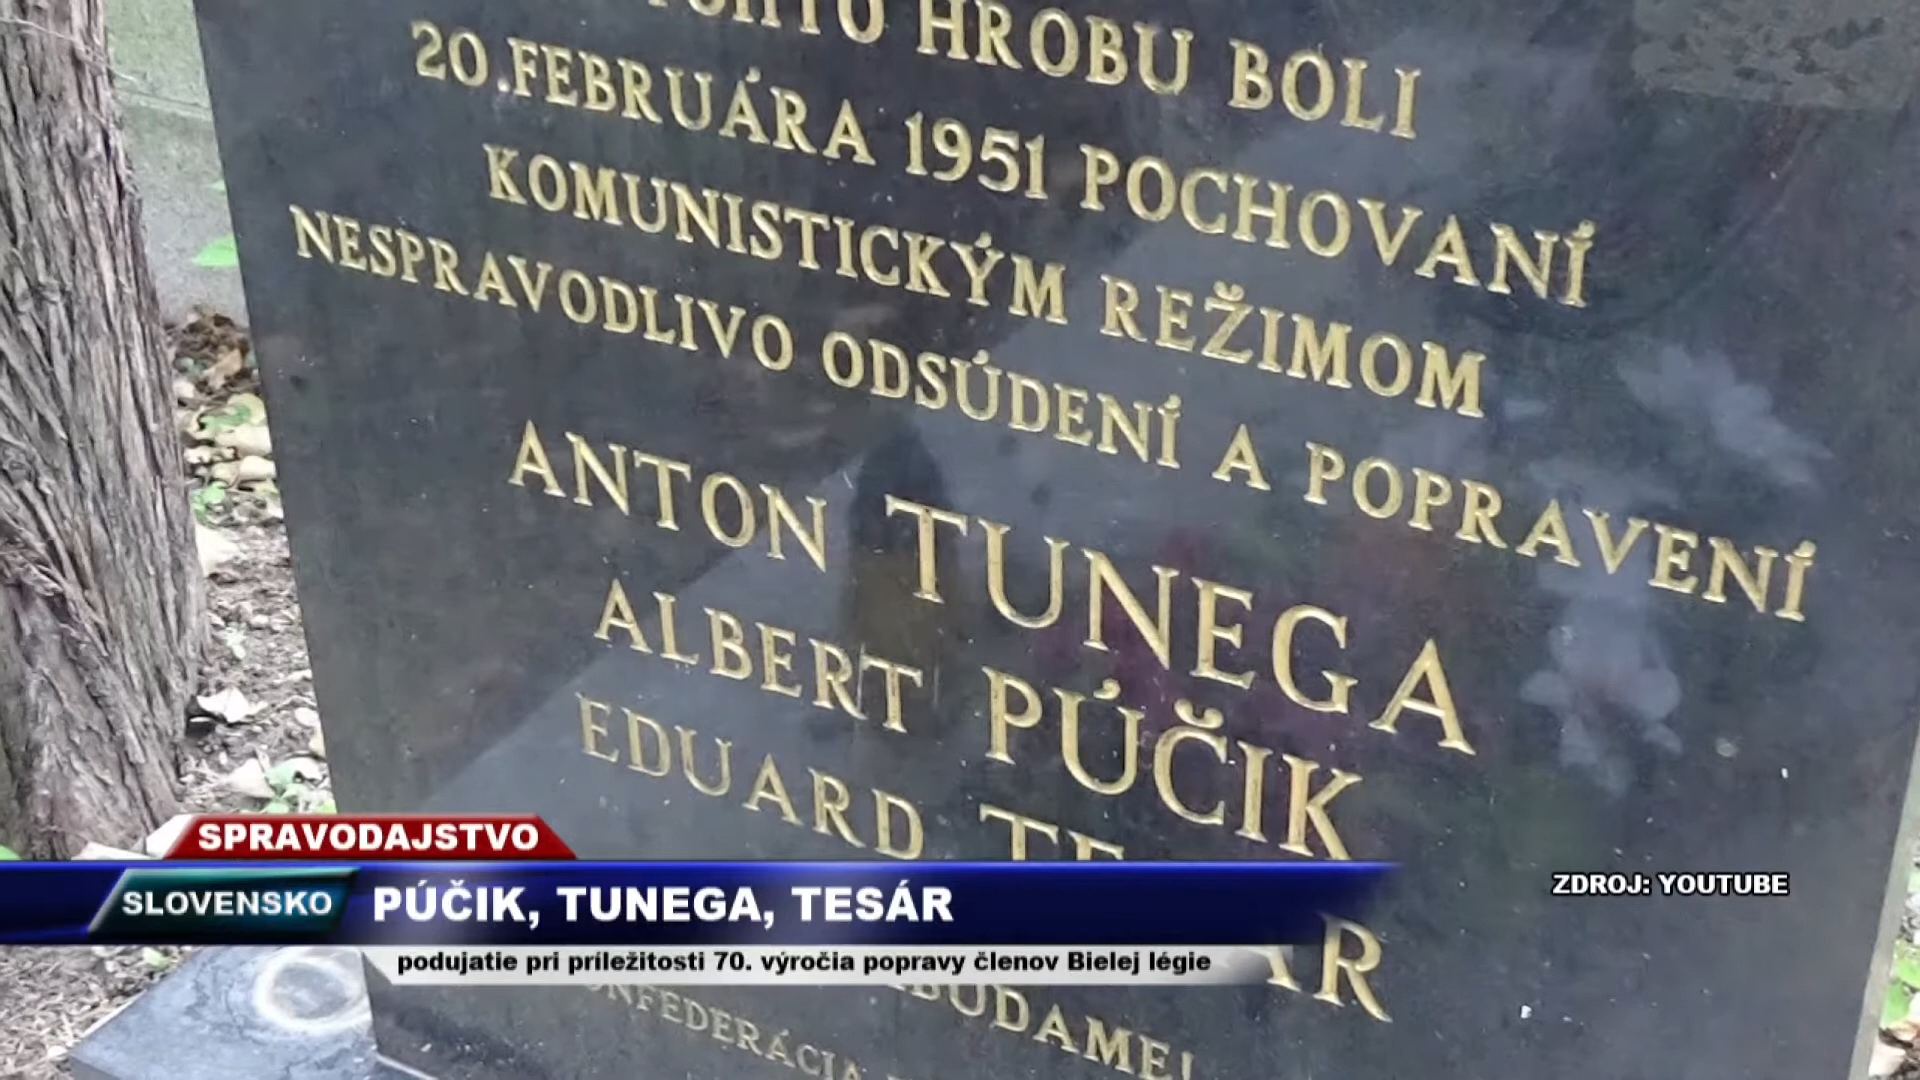 HROBU BOLI
20.FEBRUÁRA 1951 POCHOVANÍ
KOMUNISTICKÝM REŽIMOM
NESPRAVODLIVO ODSÚDENÍ A POPRAVENÍ
ANTON TUNEGA
ALBERT PÚČIK
EDUARD
SPRAVODAJSTVO
SLOVENSKO
PÚČIK, TUNEGA, TESÁR
ZDROJ: YOUTUBE
podujatie pri príležitosti 70. výročia popravy členov Bielej légie